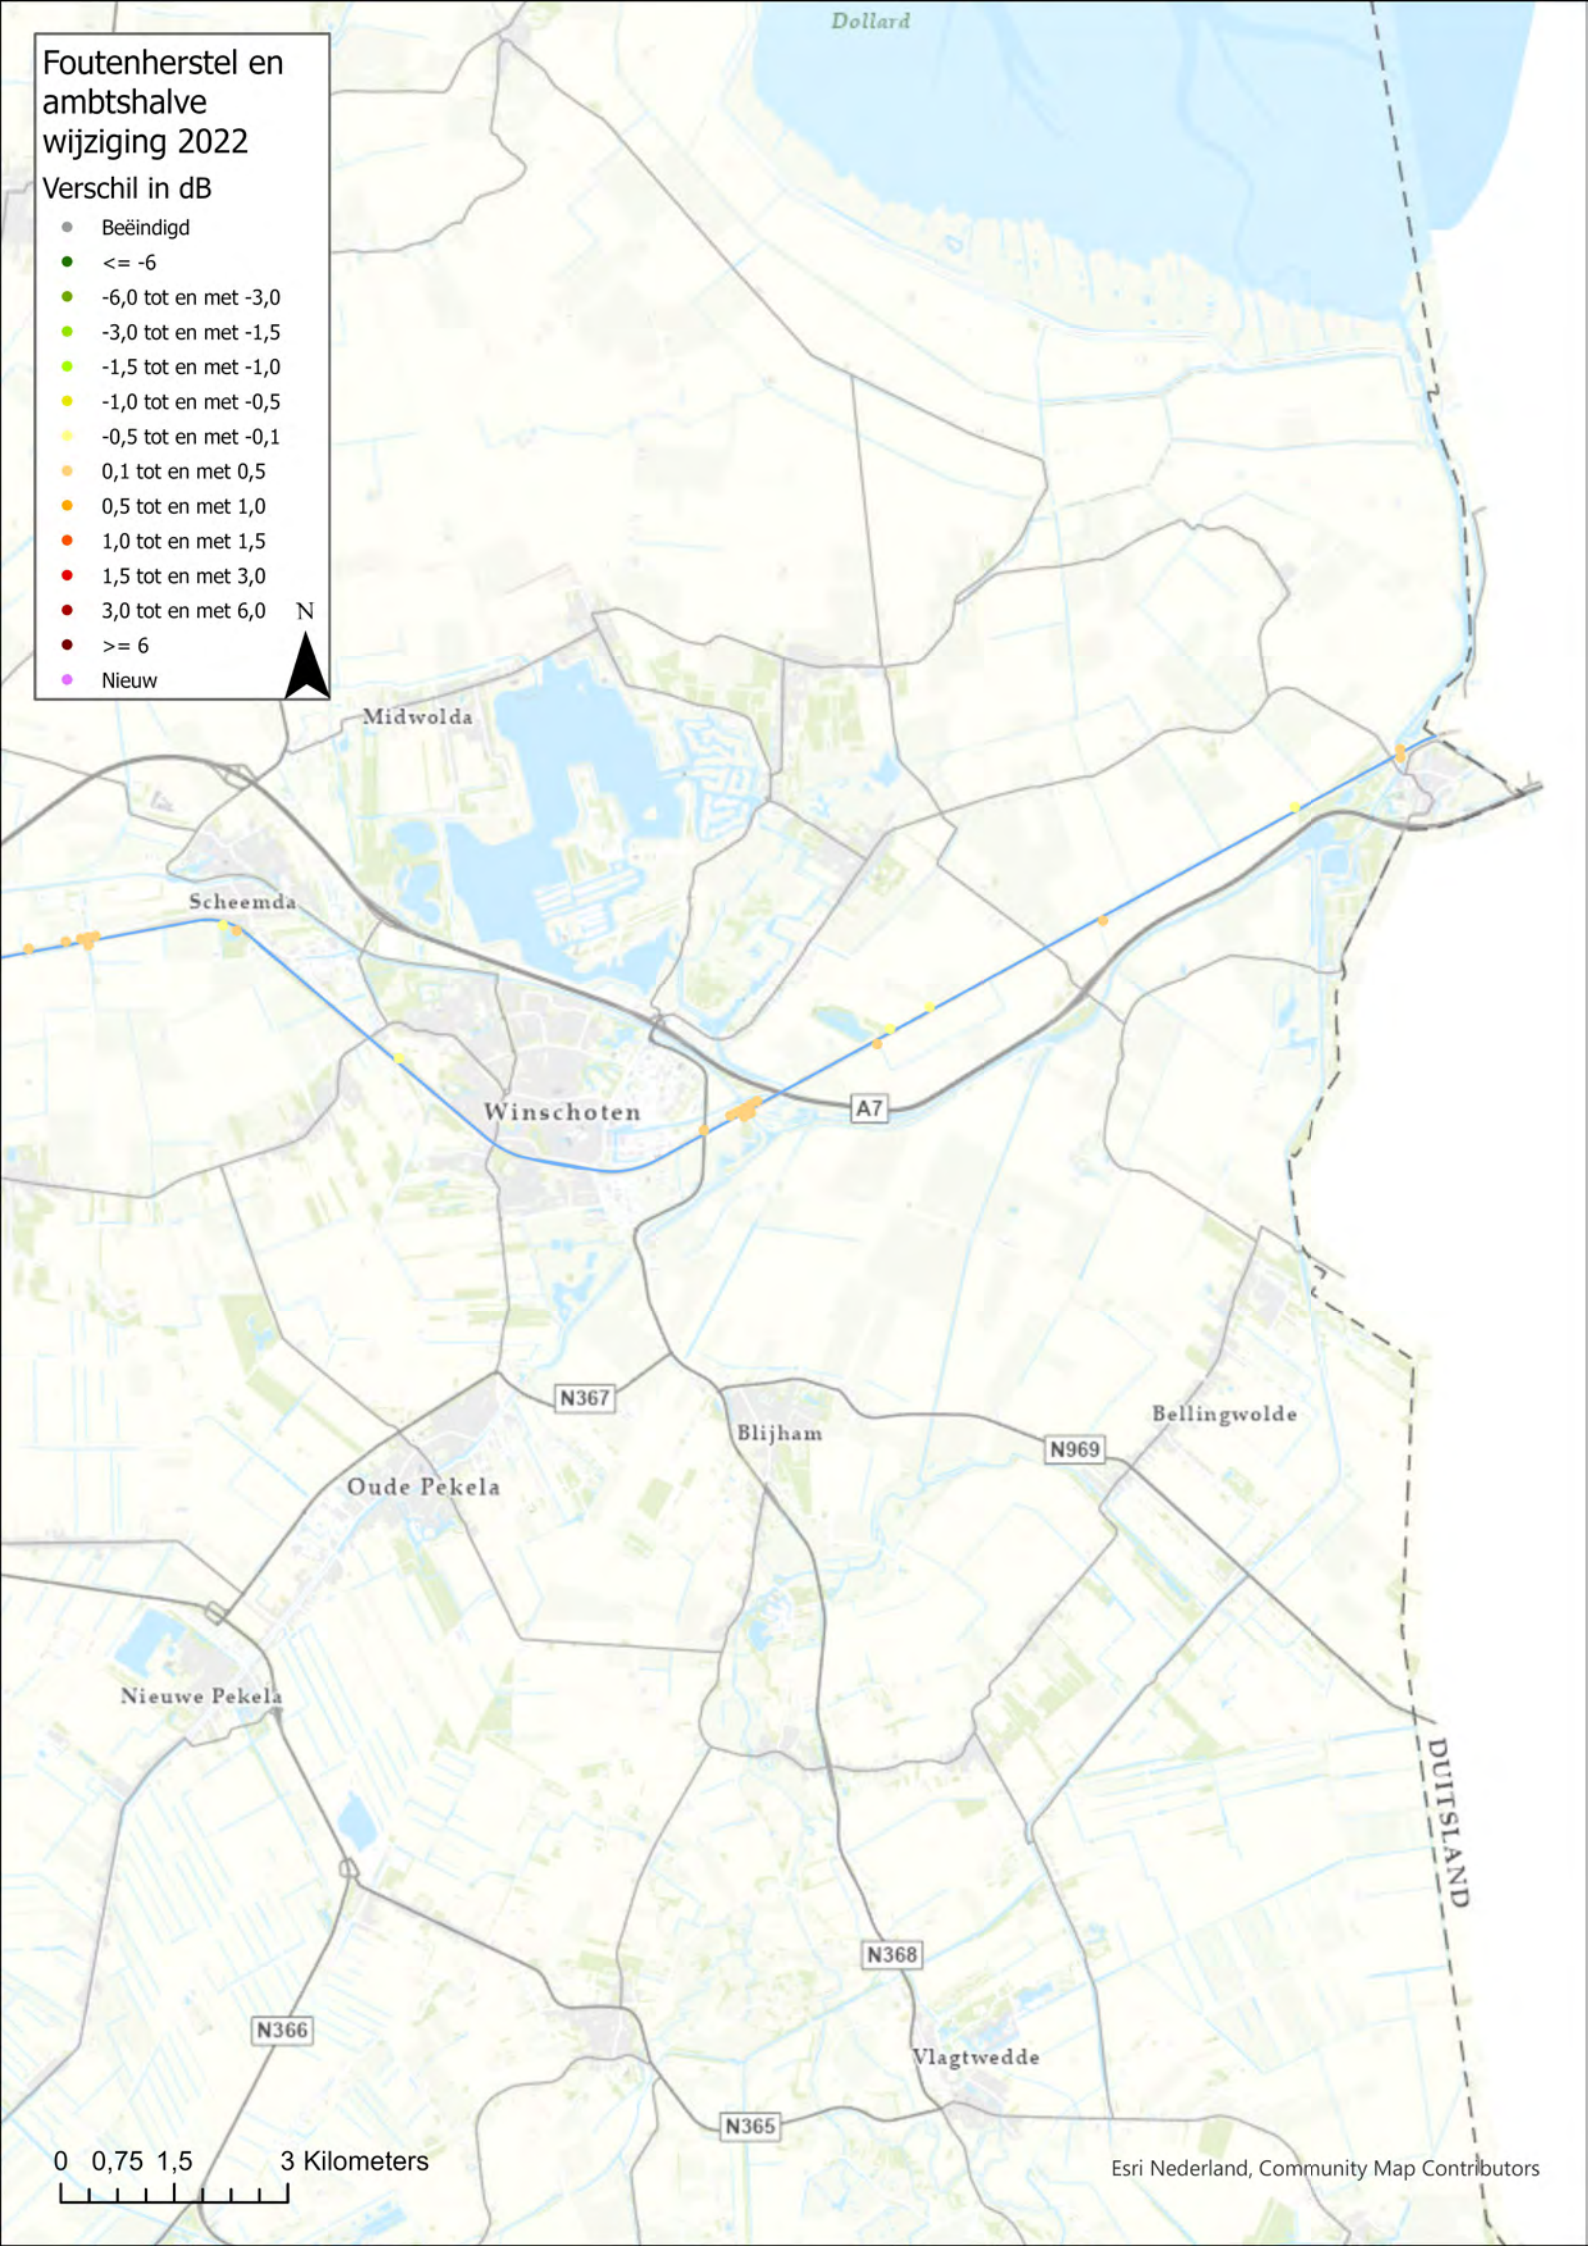 Dollard
Foutenherstel en
ambtshalve
wijziging 2022
Verschil in dB
Beëindigd
<= -6
-6,0 tot en met -3,0
-3,0 tot en met -1,5
-1,5 tot en met -1,0
-1,0 tot en met -0,5
-0,5 tot en met -0,1
0,1 tot en met 0,5
0,5 tot en met 1,0
1,0 tot en met 1,5
1,5 tot en met 3,0
3,0 tot en met 6,0
>= 6
Nieuw
N
Midwolda
Scheemda
Winschoten
A7
N367
Blijham
Bellingwolde
N969
Oude Pekela
Nieuwe Pekela
DUITSLAND
N368
N366
Vlagtwedde
N365
0 0,75 1,5 3 Kilometers
Esri Nederland, Community Map Contributors